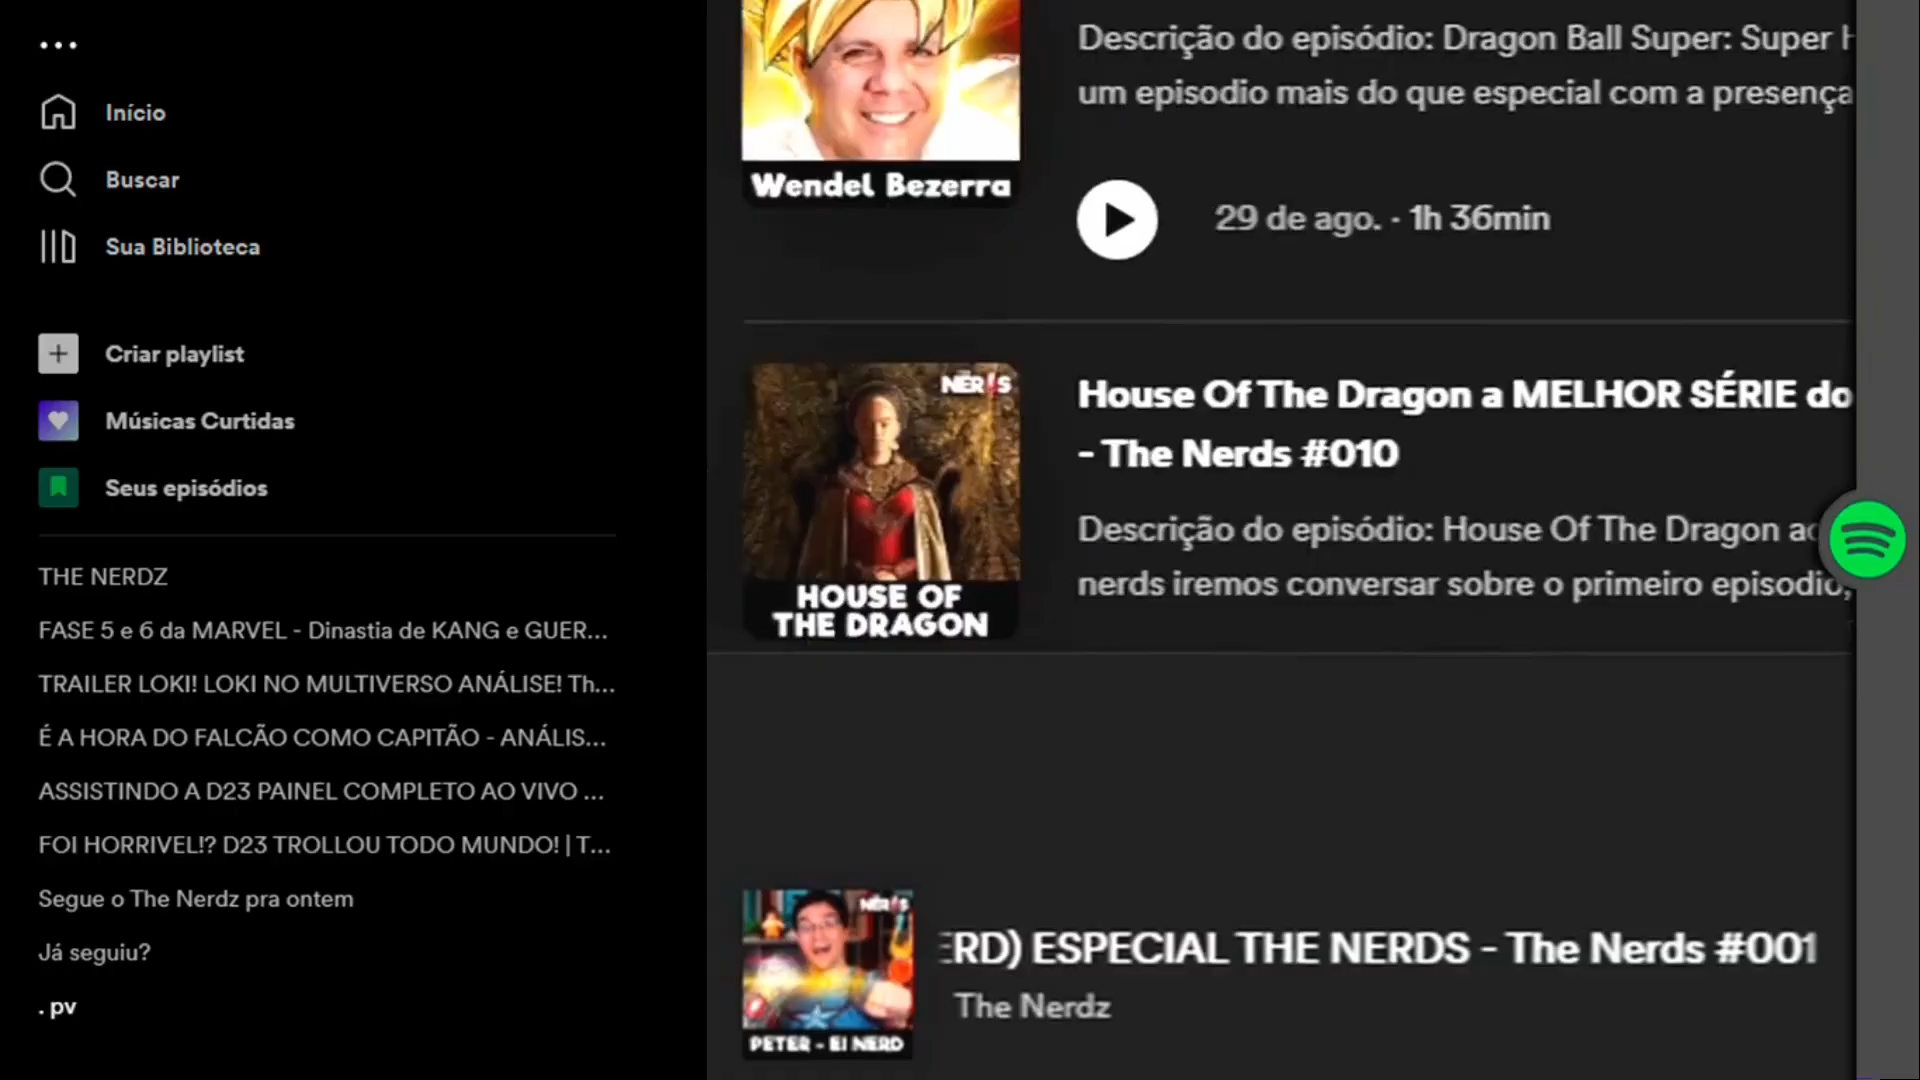 Início
Buscar
Sua Biblioteca
Criar playlist
Músicas Curtidas
Seus episódios
THE NERDZ
FASE 5 e 6 da MARVEL - Dinastia de KANG e GUER...
TRAILER LOKI! LOKI NO MULTIVERSO ANÁLISE! Th...
É A HORA DO FALCÃO COMO CAPITÃO - ANÁLIS...
ASSISTINDO A D23 PAINEL COMPLETO AO VIVO ...
FOI HORRIVEL!? D23 TROLLOU TODO MUNDO! | T...
Segue o The Nerdz pra ontem
Já seguiu?
. pv
Wendel Bezerra
Descrição do episódio: Dragon Ball Super: Super
um episodio mais do que especial com a presença
29 de ago. · 1h 36min
NERDS
HOUSE OF
THE DRAGON
House Of The Dragon a MELHOR SÉRIE do
- The Nerds #010
Descrição do episódio: House Of The Dragon
nerds iremos conversar sobre o primeiro episodio,
NERDS
PETER - EI NERD
ERD) ESPECIAL THE NERDS - The Nerds #001
The Nerdz